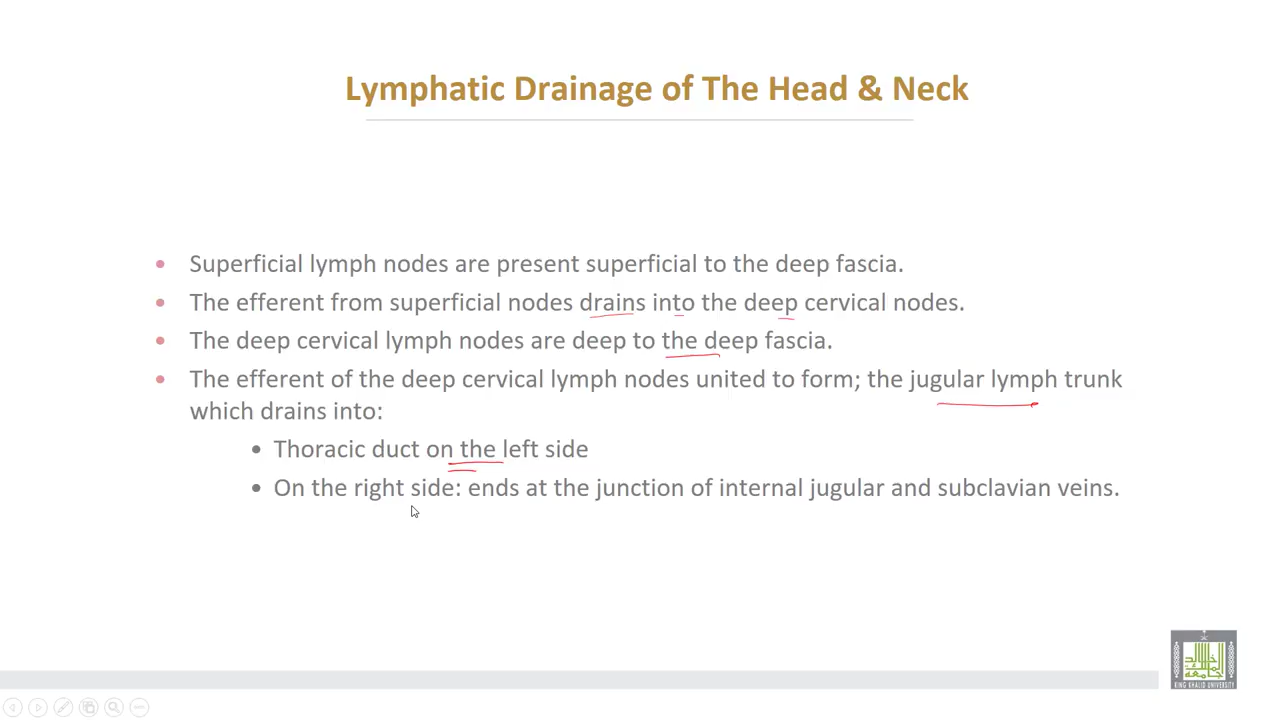 Lymphatic Drainage of The Head & Neck
• Superficial lymph nodes are present superficial to the deep fascia.
• The efferent from superficial nodes drains into the deep cervical nodes.
• The deep cervical lymph nodes are deep to the deep fascia.
• The efferent of the deep cervical lymph nodes united to form; the jugular lymph trunk
which drains into:
• Thoracic duct on the left side
• On the right side: ends at the junction of internal jugular and subclavian veins.
KING KHALID UNIVERSITY